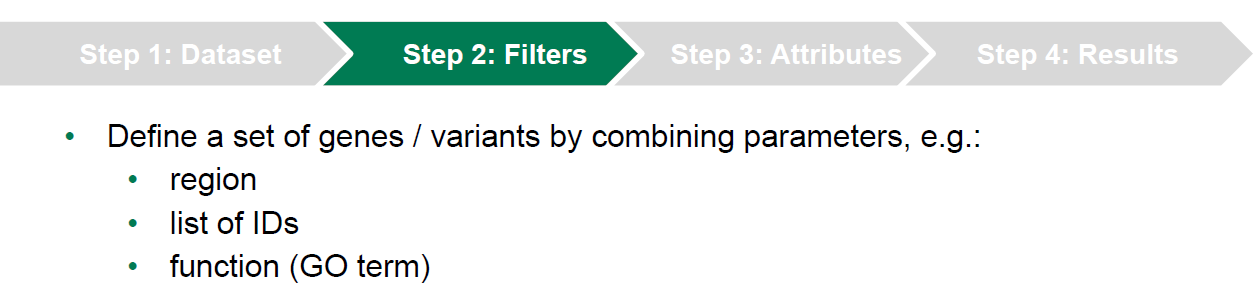 Step 1: Dataset Step 2: Filters Step 3: Attributes Step 4: Results
• Define a set of genes / variants by combining parameters, e.g.:
• region
• list of IDs
• function (GO term)